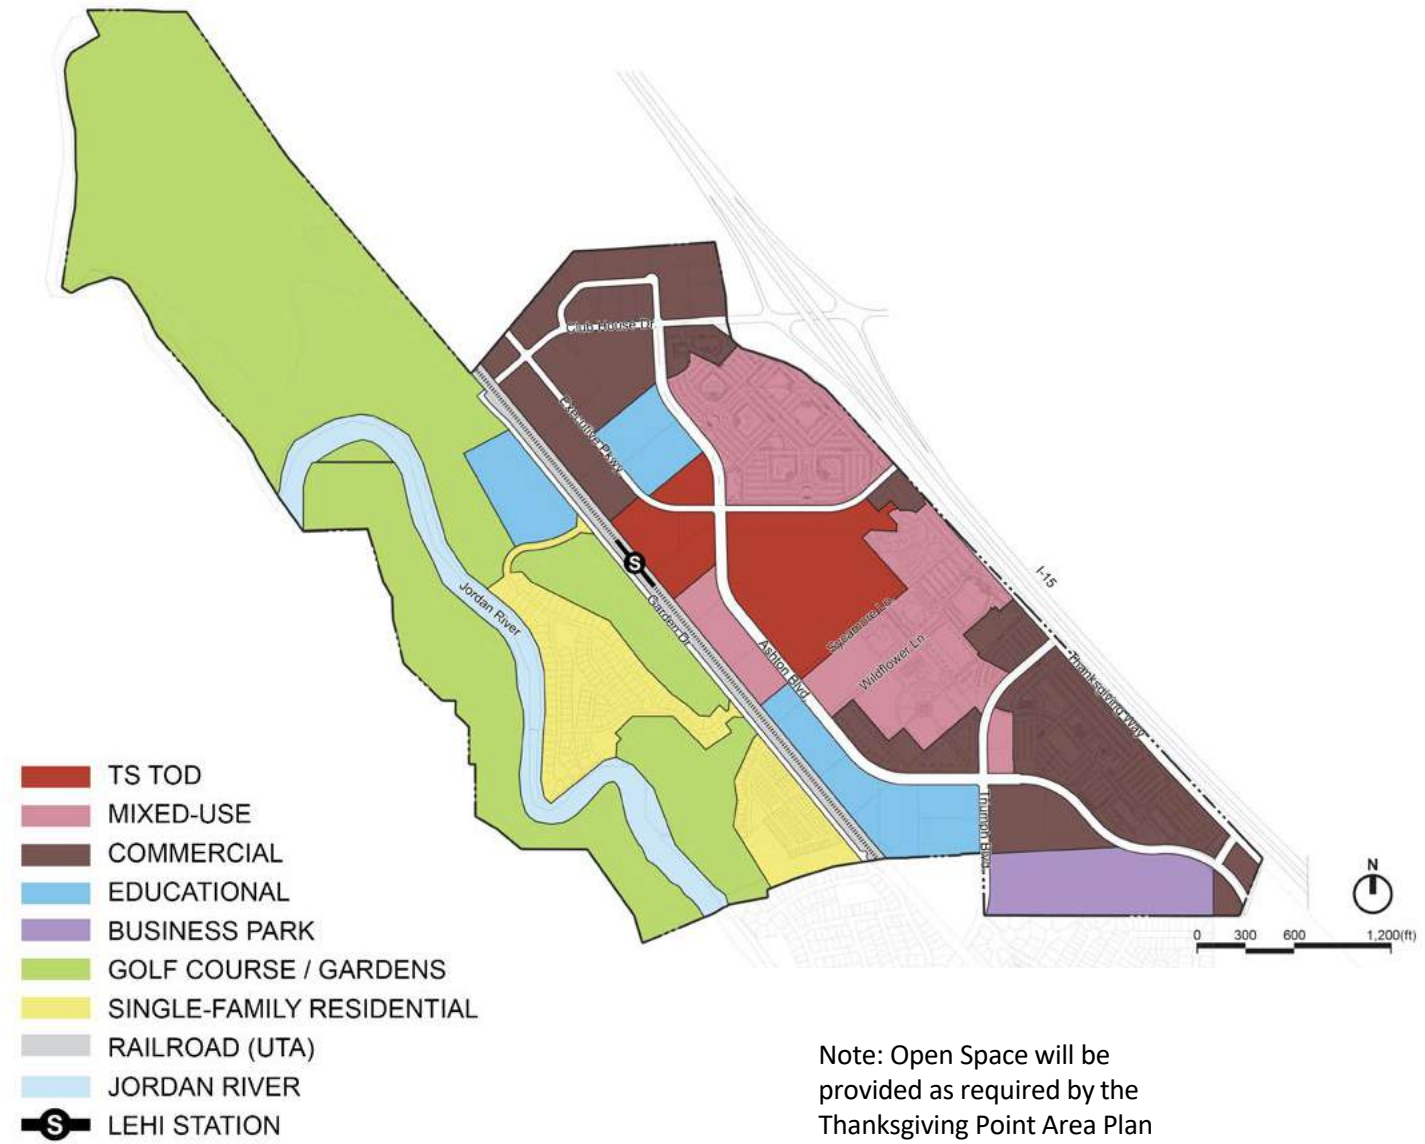 Club House Dr.
Executive Pkwy
I-15
Jordan River
Garden Dr.
Sycamore Ln.
Wildflower Ln.
Ashton Blvd.
Thanksgiving Way
Triumph Blvd.
S
TS TOD
MIXED-USE
COMMERCIAL
EDUCATIONAL
BUSINESS PARK
GOLF COURSE / GARDENS
SINGLE-FAMILY RESIDENTIAL
RAILROAD (UTA)
JORDAN RIVER
S LEHI STATION
N
0 300 600 1,200(ft)
Note: Open Space will be
provided as required by the
Thanksgiving Point Area Plan